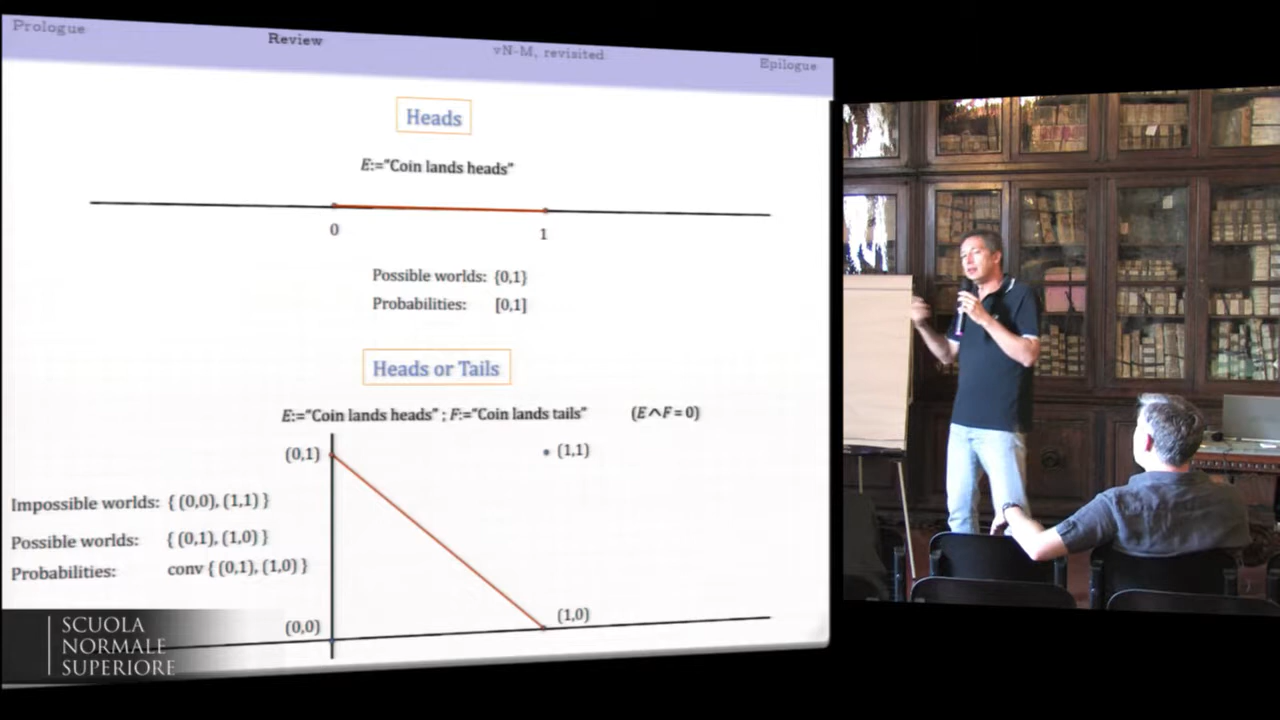 Prologue
Review
vN-M, revisited
Epilogue
Heads
E:="Coin lands heads"
0
1
Possible worlds: {0,1}
Probabilities: [0,1]
Heads or Tails
E:="Coin lands heads" ; F:="Coin lands tails" (E∧F=0)
(0,1)
(1,1)
Impossible worlds: { (0,0), (1,1) }
Possible worlds: { (0,1), (1,0) }
Probabilities: conv { (0,1), (1,0) }
(0,0)
(1,0)
SCUOLA
NORMALE
SUPERIORE